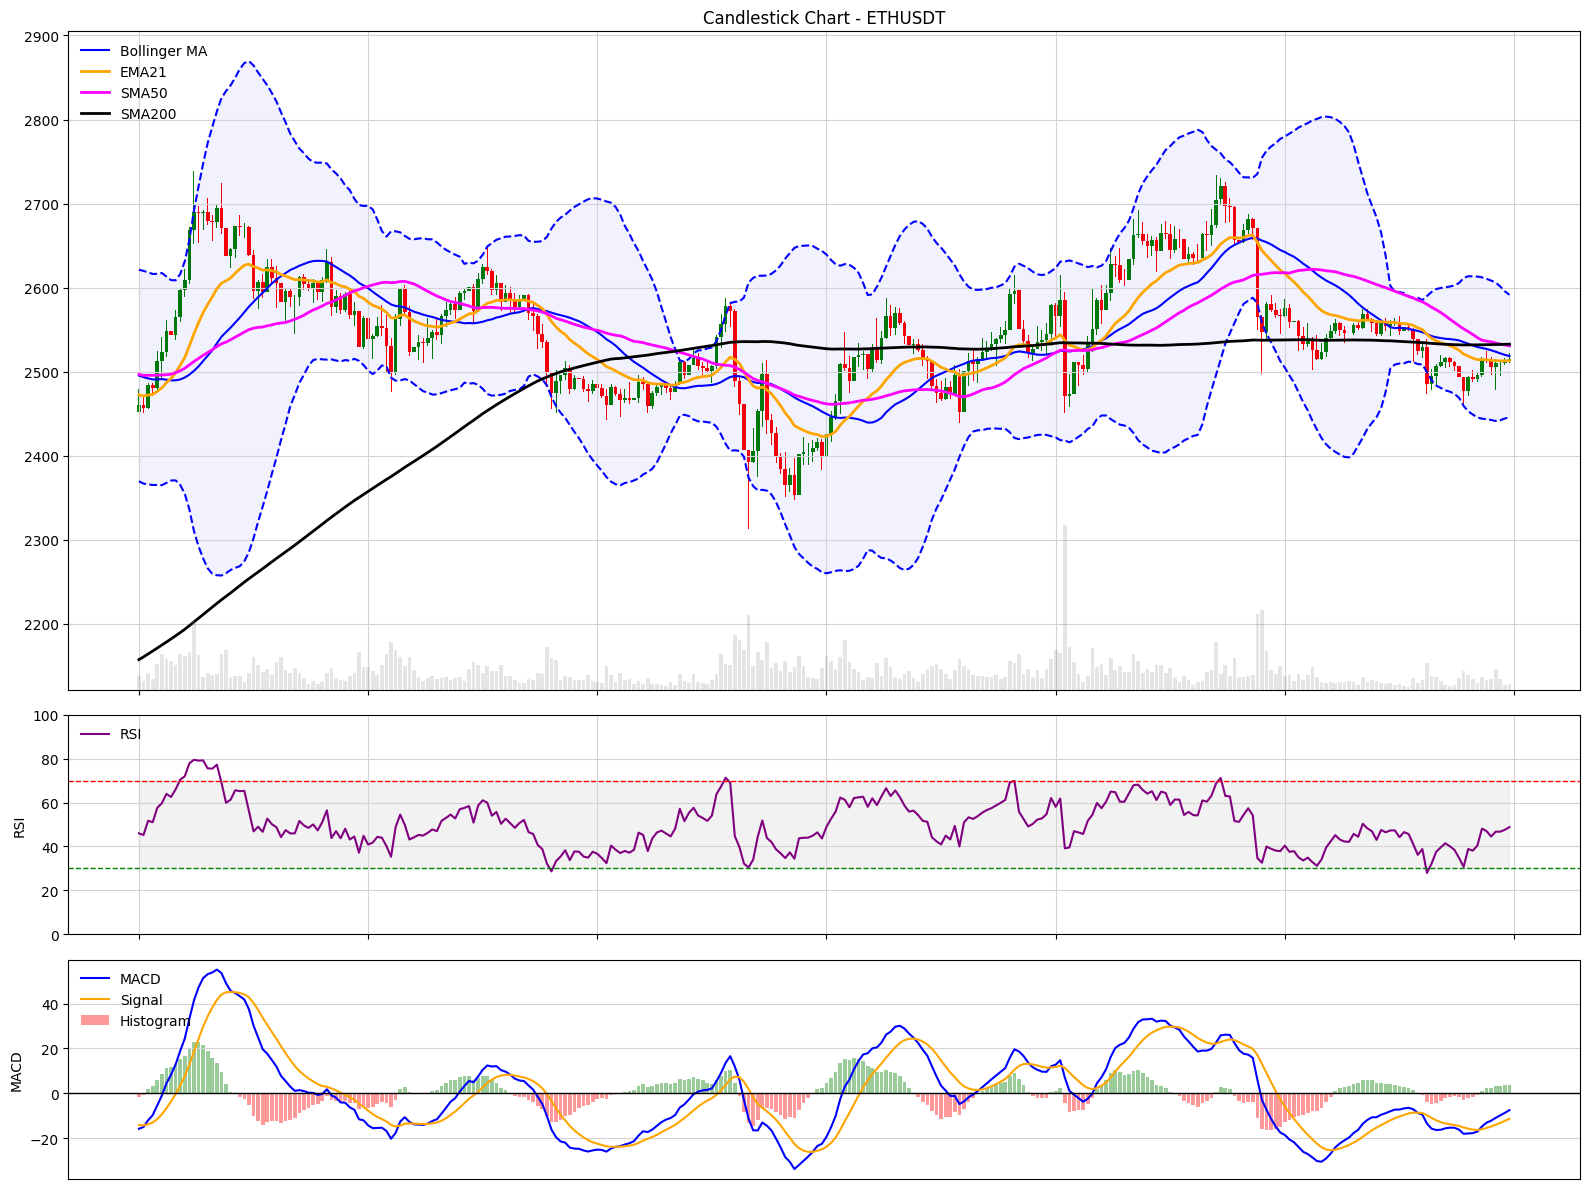 Candlestick Chart - ETHUSDT
2900
2800
2700
2600
2500
2400
2300
2200
Bollinger MA
EMA21
SMA50
SMA200
100
80
60
40
20
0
RSI
RSI
40
20
0
−20
MACD
MACD
Signal
Histogram